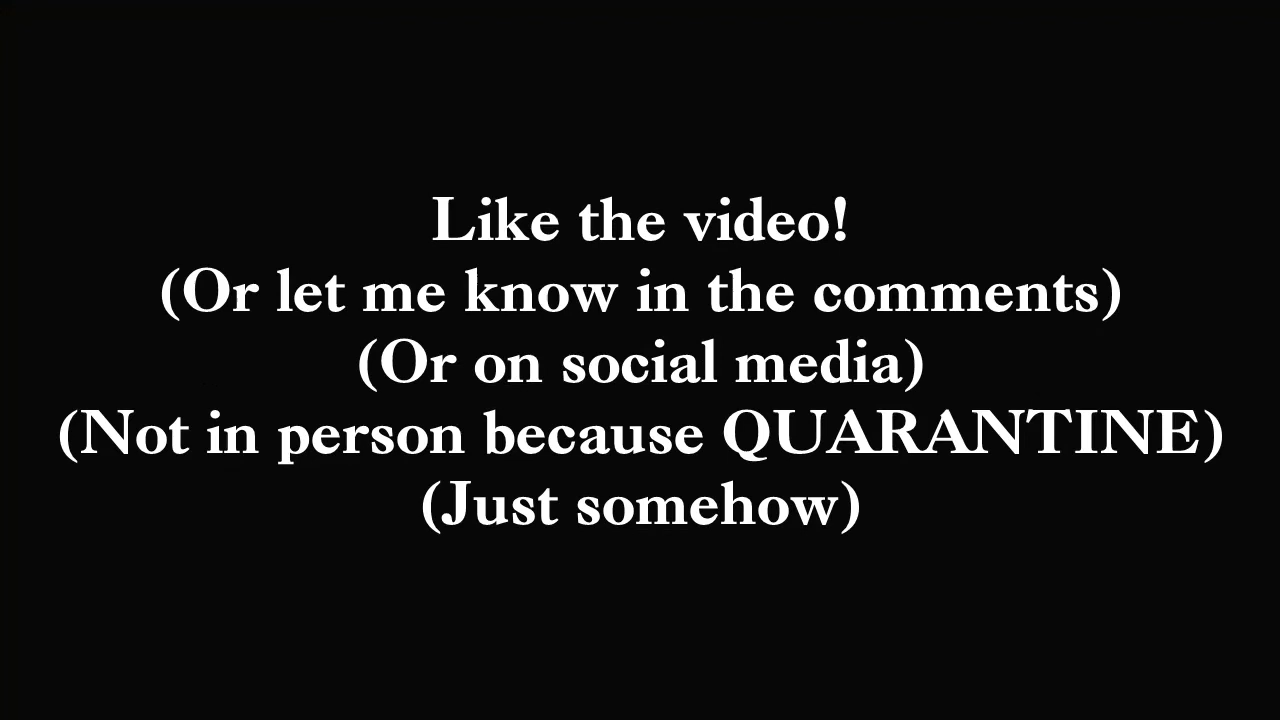 Like the video!
(Or let me know in the comments)
(Or on social media)
(Not in person because QUARANTINE)
(Just somehow)